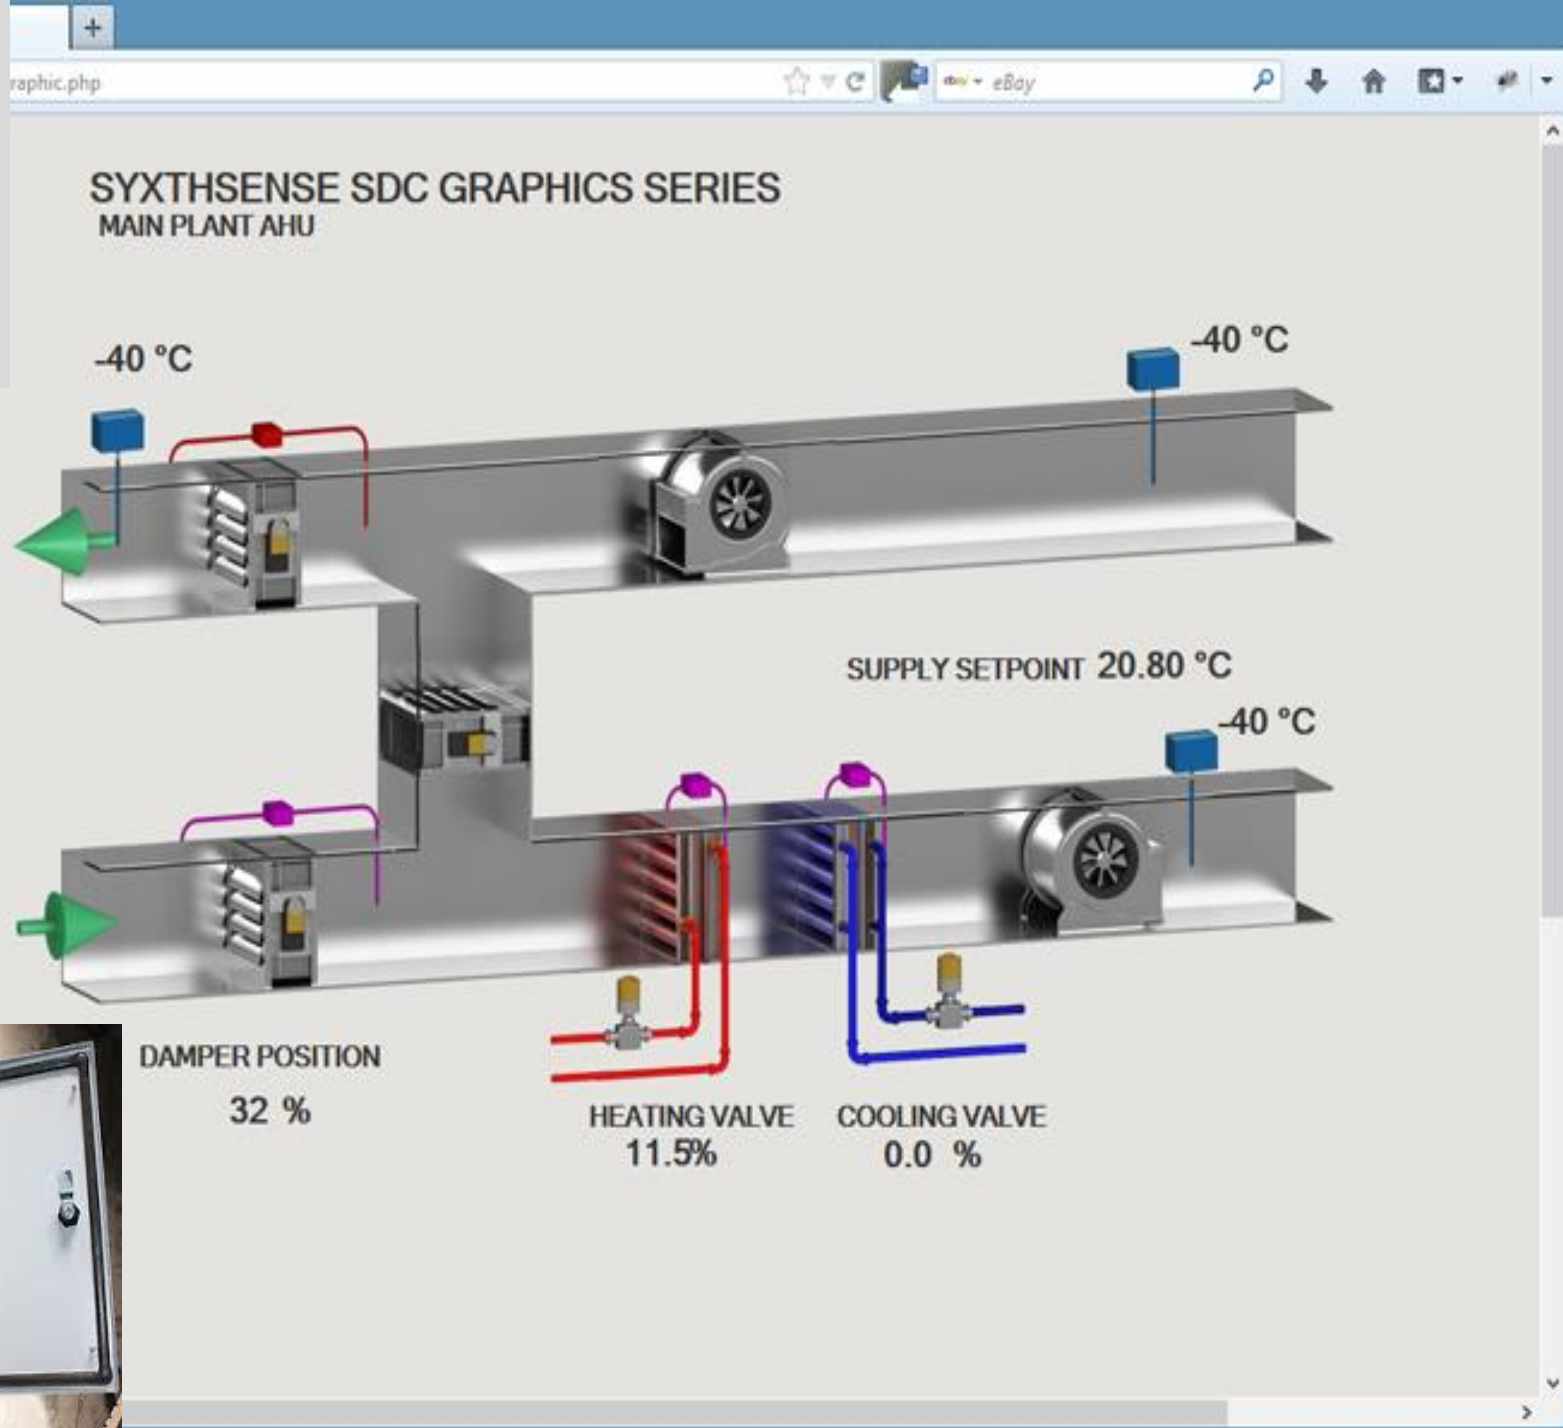 +
raphic.php
ebay
eBay
SYXTHSENSE SDC GRAPHICS SERIES
MAIN PLANT AHU
-40 °C
-40 °C
SUPPLY SETPOINT 20.80 °C
-40 °C
DAMPER POSITION
32 %
HEATING VALVE
11.5%
COOLING VALVE
0.0 %